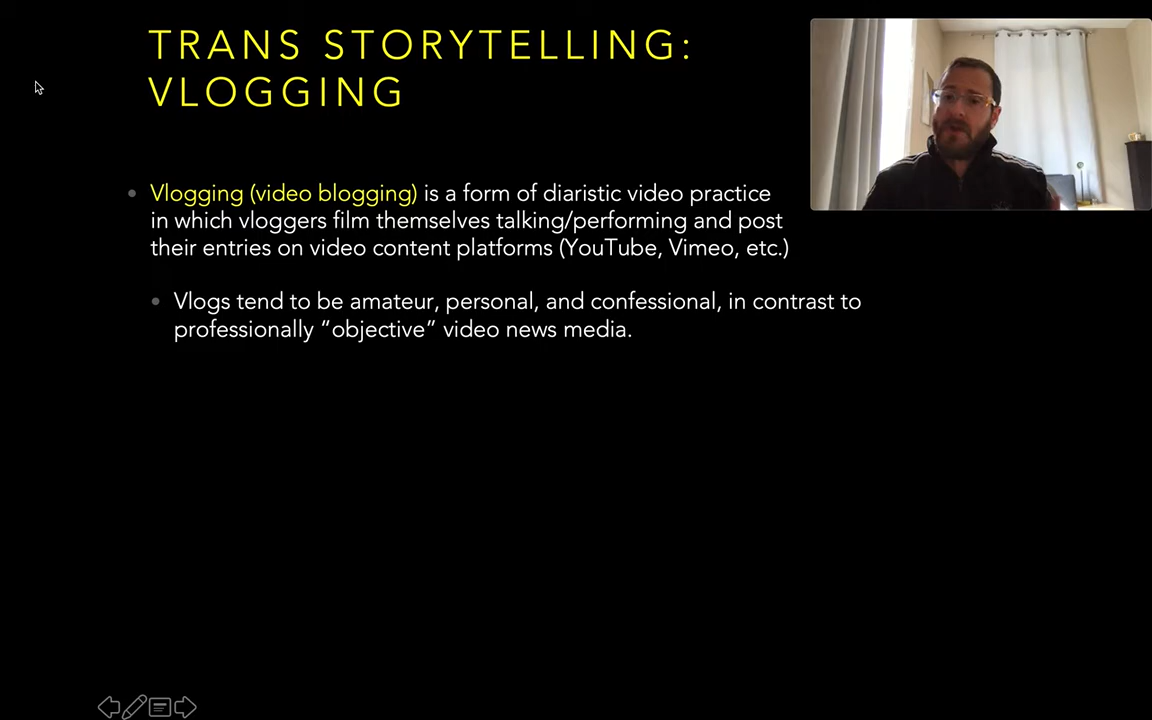 TRANS STORYTELLING:
VLOGGING
Vlogging (video blogging) is a form of diaristic video practice
in which vloggers film themselves talking/performing and post
their entries on video content platforms (YouTube, Vimeo, etc.)
Vlogs tend to be amateur, personal, and confessional, in contrast to
professionally “objective” video news media.